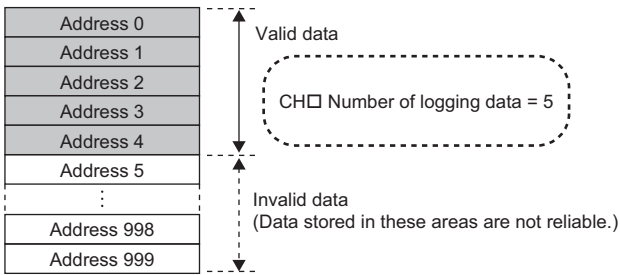 Address 0
Address 1
Address 2
Address 3
Address 4
Address 5
⋮
Address 998
Address 999
Valid data
CH□ Number of logging data = 5
Invalid data
(Data stored in these areas are not reliable.)